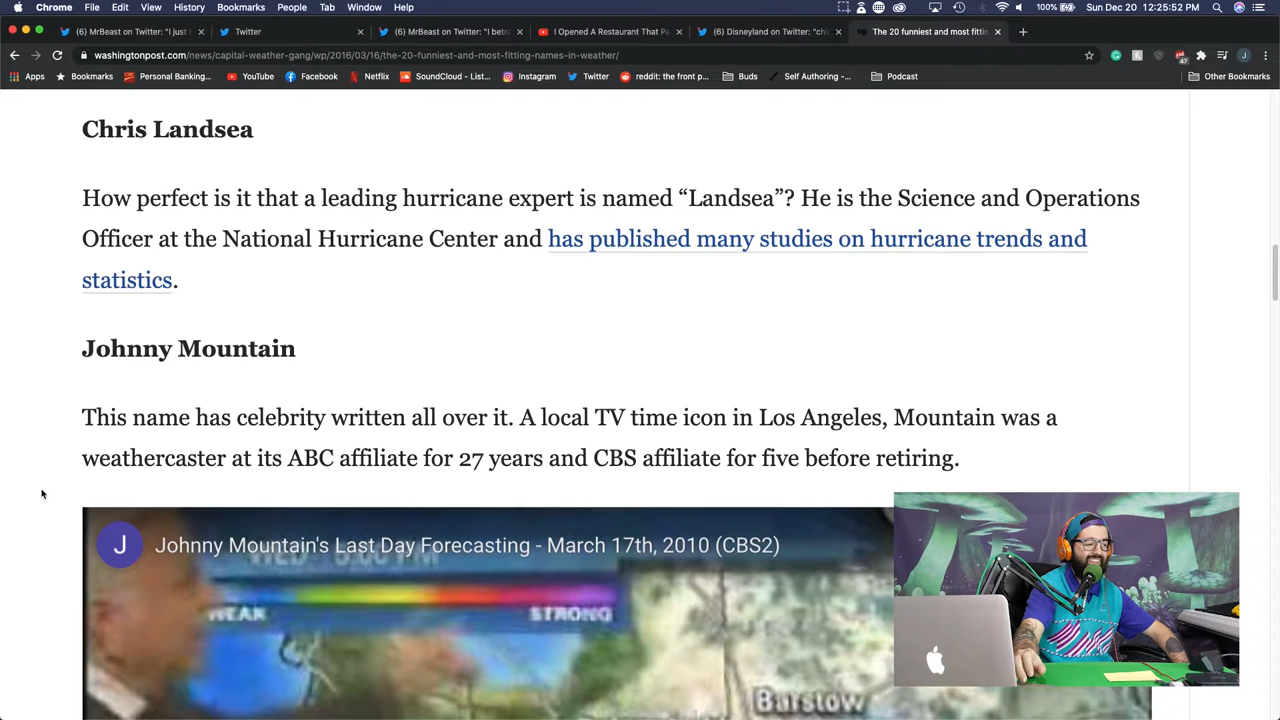 Chrome File Edit View History Bookmarks People Tab Window Help 100% Sun Dec 20 12:25:52 PM
(6) MrBeast on Twitter: "I just Twitter (6) MrBeast on Twitter: "I bet I Opened A Restaurant That P (6) Disneyland on Twitter: "chi The 20 funniest and most fittin
washingtonpost.com/news/capital-weather-gang/wp/2016/03/16/the-20-funniest-and-most-fitting-names-in-weather/ 47 J
Apps Bookmarks Personal Banking... YouTube Facebook Netflix SoundCloud - List... Instagram Twitter reddit: the front p... Buds Self Authoring -... Podcast Other Bookmarks
Chris Landsea
How perfect is it that a leading hurricane expert is named “Landsea”? He is the Science and Operations
Officer at the National Hurricane Center and has published many studies on hurricane trends and
statistics.
Johnny Mountain
This name has celebrity written all over it. A local TV time icon in Los Angeles, Mountain was a
weathercaster at its ABC affiliate for 27 years and CBS affiliate for five before retiring.
J Johnny Mountain's Last Day Forecasting - March 17th, 2010 (CBS2)
WEAK STRONG
Barstow